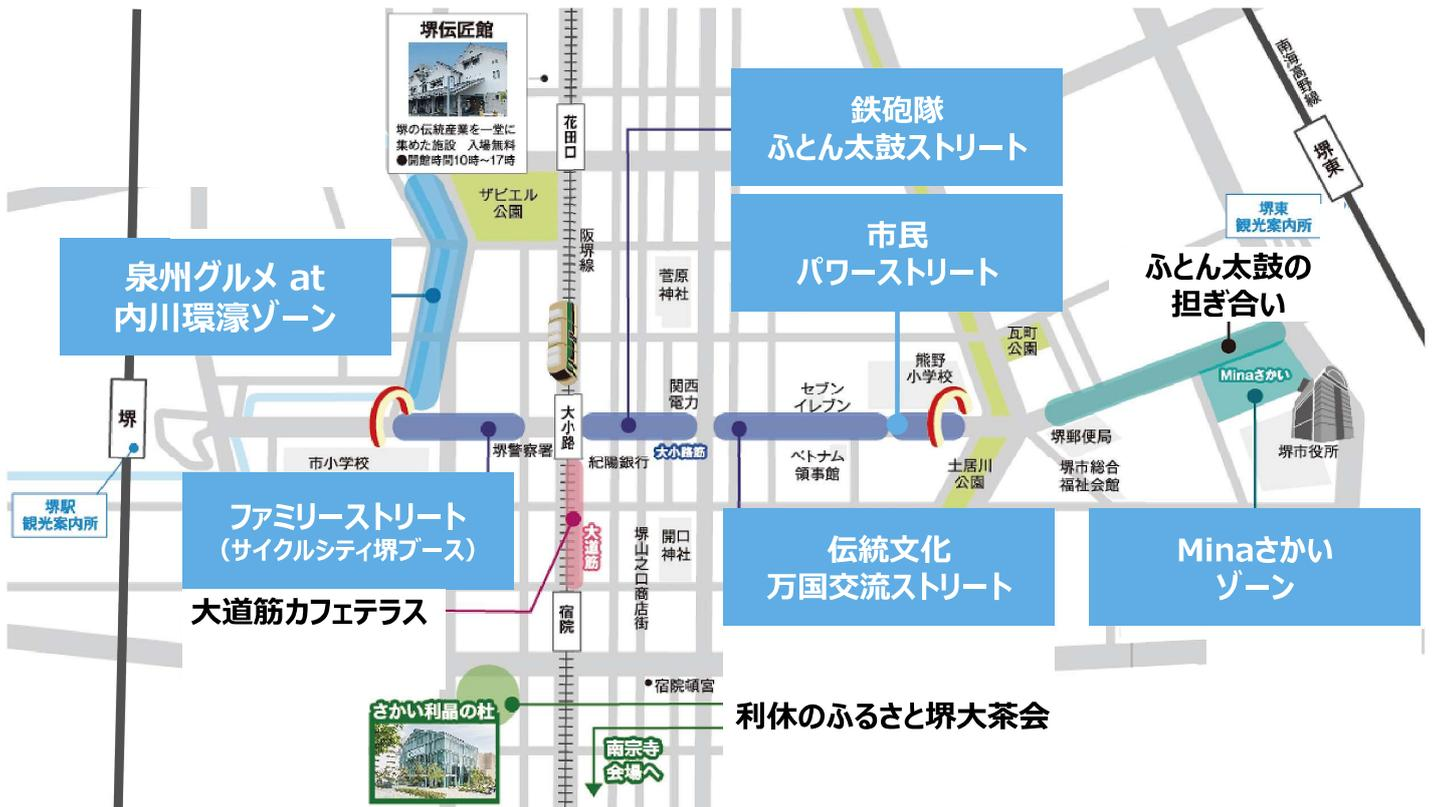 堺伝匠館
堺の伝統産業を一堂に
集めた施設 入場無料
●開館時間10時～17時
花田口
ザビエル
公園
阪堺線
菅原
神社
鉄砲隊
ふとん太鼓ストリート
市民
パワーストリート
南海高野線
堺東
堺東
観光案内所
ふとん太鼓の
担ぎ合い
泉州グルメ at
内川環濠ゾーン
瓦町
公園
熊野
小学校
Minaさかい
堺
大小路
関西
電力
セブン
イレブン
堺警察署
紀陽銀行
大小路筋
ベトナム
領事館
土居川
公園
堺郵便局
堺市総合
福祉会館
堺市役所
市小学校
堺駅
観光案内所
ファミリーストリート
（サイクルシティ堺ブース）
大道筋
堺山之口商店街
開口
神社
伝統文化
万国交流ストリート
Minaさかい
ゾーン
大道筋カフェテラス
宿院
宿院頓宮
さかい利晶の杜
利休のふるさと堺大茶会
南宗寺
会場へ